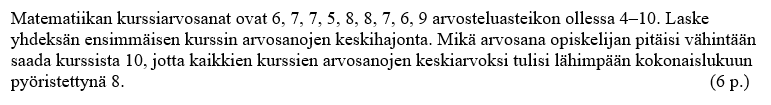 Matematiikan kurssiarvosanat ovat 6, 7, 7, 5, 8, 8, 7, 6, 9 arvosteluasteikon ollessa 4–10. Laske
yhdeksän ensimmäisen kurssin arvosanojen keskihajonta. Mikä arvosana opiskelijan pitäisi vähintään
saada kurssista 10, jotta kaikkien kurssien arvosanojen keskiarvoksi tulisi lähimpään kokonaislukuun
pyöristettynä 8. (6 p.)